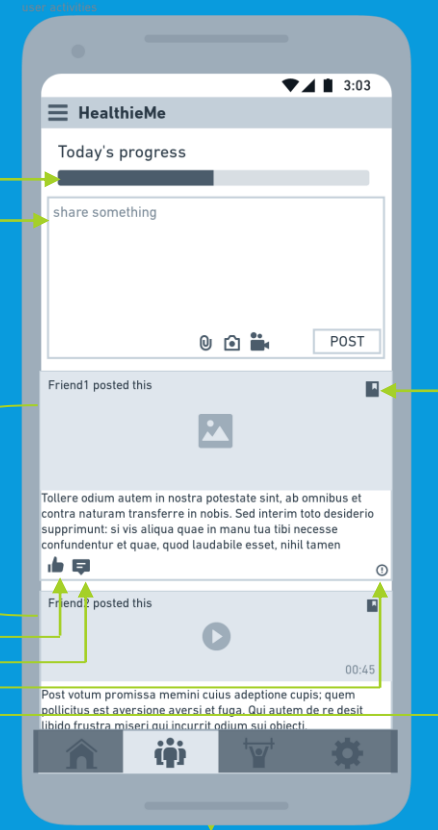 user activities
3:03
HealthieMe
Today's progress
share something
POST
Friend1 posted this
Tollere odium autem in nostra potestate sint, ab omnibus et
contra naturam transferre in nobis. Sed interim toto desiderio
supprimunt: si vis aliqua quae in manu tua tibi necesse
confundentur et quae, quod laudabile esset, nihil tamen
Friend2 posted this
00:45
Post votum promissa memini cuius adeptione cupis; quem
pollicitus est aversione aversi et fuga. Qui autem de re desit
libido frustra miseri qui incurrit odium sui obiecti.